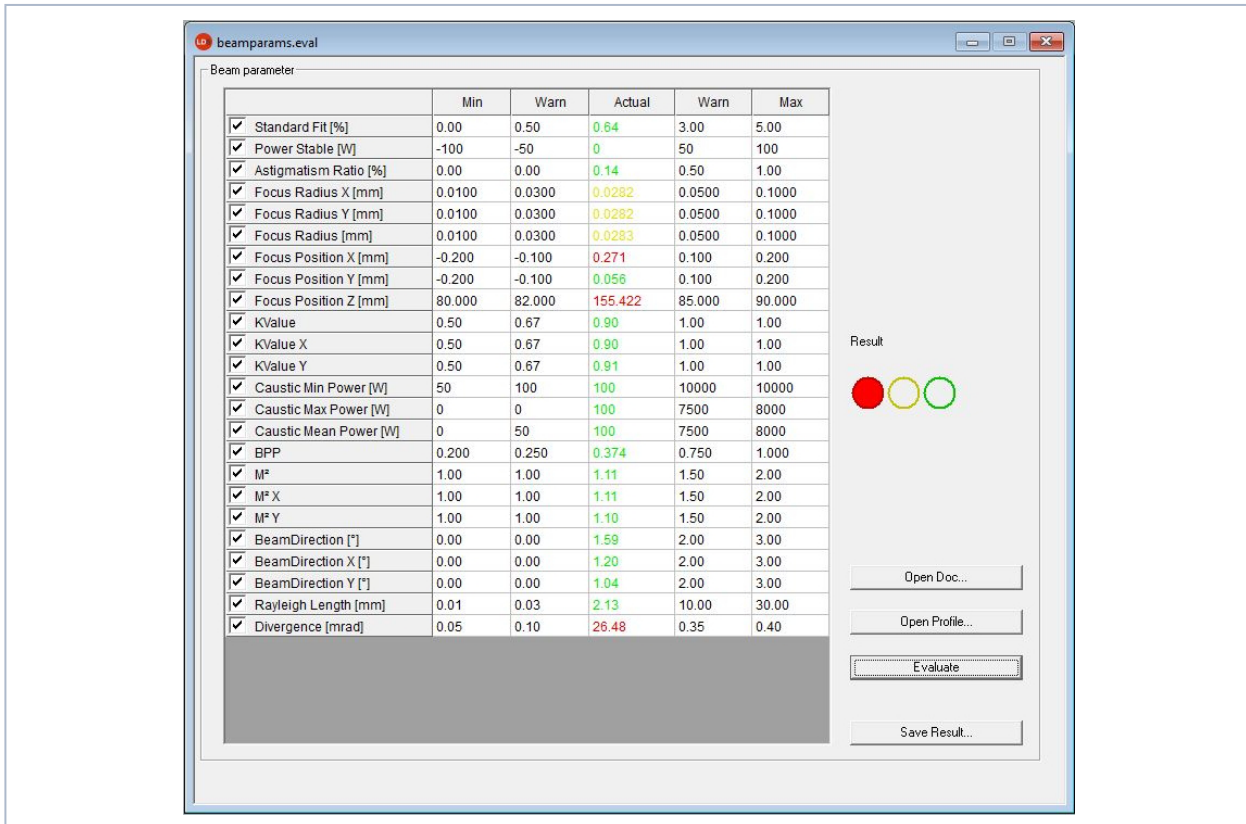 LD beamparams.eval
Beam parameter
Min Warn Actual Warn Max
Standard Fit [%] 0.00 0.50 0.64 3.00 5.00
Power Stable [W] -100 -50 0 50 100
Astigmatism Ratio [%] 0.00 0.00 0.14 0.50 1.00
Focus Radius X [mm] 0.0100 0.0300 0.0282 0.0500 0.1000
Focus Radius Y [mm] 0.0100 0.0300 0.0282 0.0500 0.1000
Focus Radius [mm] 0.0100 0.0300 0.0283 0.0500 0.1000
Focus Position X [mm] -0.200 -0.100 0.271 0.100 0.200
Focus Position Y [mm] -0.200 -0.100 0.056 0.100 0.200
Focus Position Z [mm] 80.000 82.000 155.422 85.000 90.000
KValue 0.50 0.67 0.90 1.00 1.00
KValue X 0.50 0.67 0.90 1.00 1.00
KValue Y 0.50 0.67 0.91 1.00 1.00
Caustic Min Power [W] 50 100 100 10000 10000
Caustic Max Power [W] 0 0 100 7500 8000
Caustic Mean Power [W] 0 50 100 7500 8000
BPP 0.200 0.250 0.374 0.750 1.000
M² 1.00 1.00 1.11 1.50 2.00
M² X 1.00 1.00 1.11 1.50 2.00
M² Y 1.00 1.00 1.10 1.50 2.00
BeamDirection [°] 0.00 0.00 1.59 2.00 3.00
BeamDirection X [°] 0.00 0.00 1.20 2.00 3.00
BeamDirection Y [°] 0.00 0.00 1.04 2.00 3.00
Rayleigh Length [mm] 0.01 0.03 2.13 10.00 30.00
Divergence [mrad] 0.05 0.10 26.48 0.35 0.40
Result
Open Doc...
Open Profile...
Evaluate
Save Result...